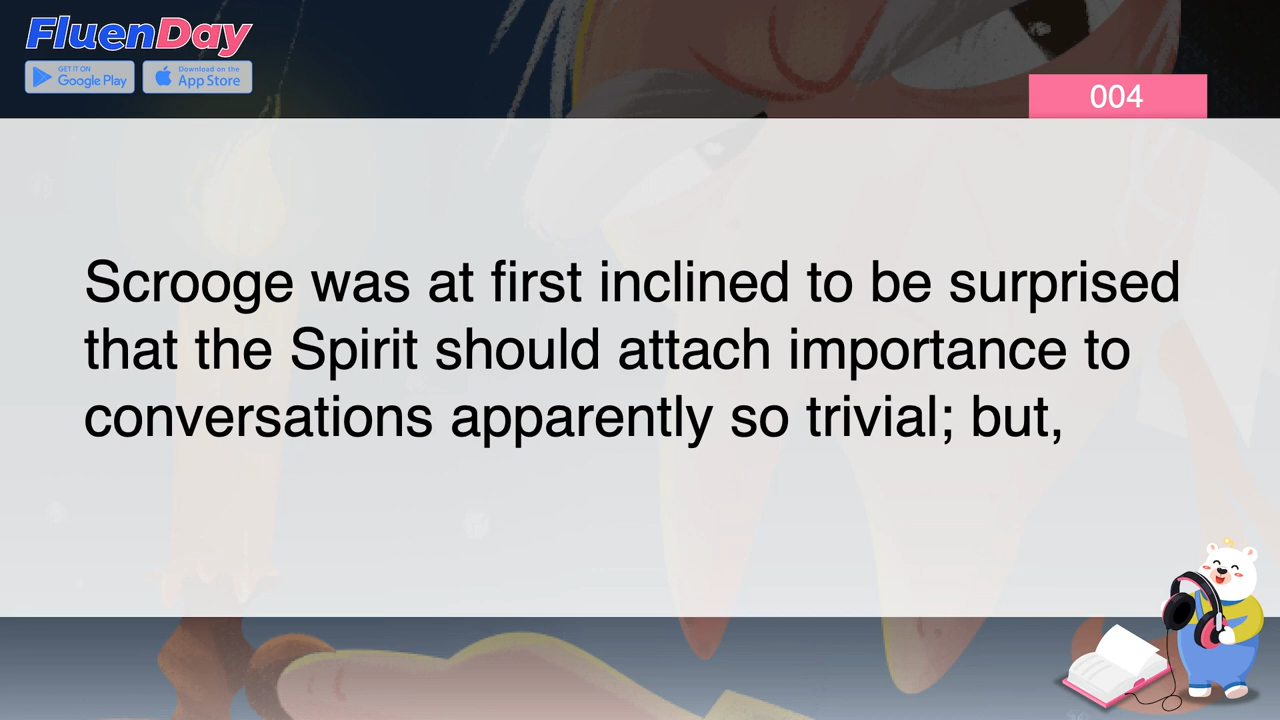 FluenDay
GET IT ON
Google Play
Download on the
App Store
004
Scrooge was at first inclined to be surprised
that the Spirit should attach importance to
conversations apparently so trivial; but,